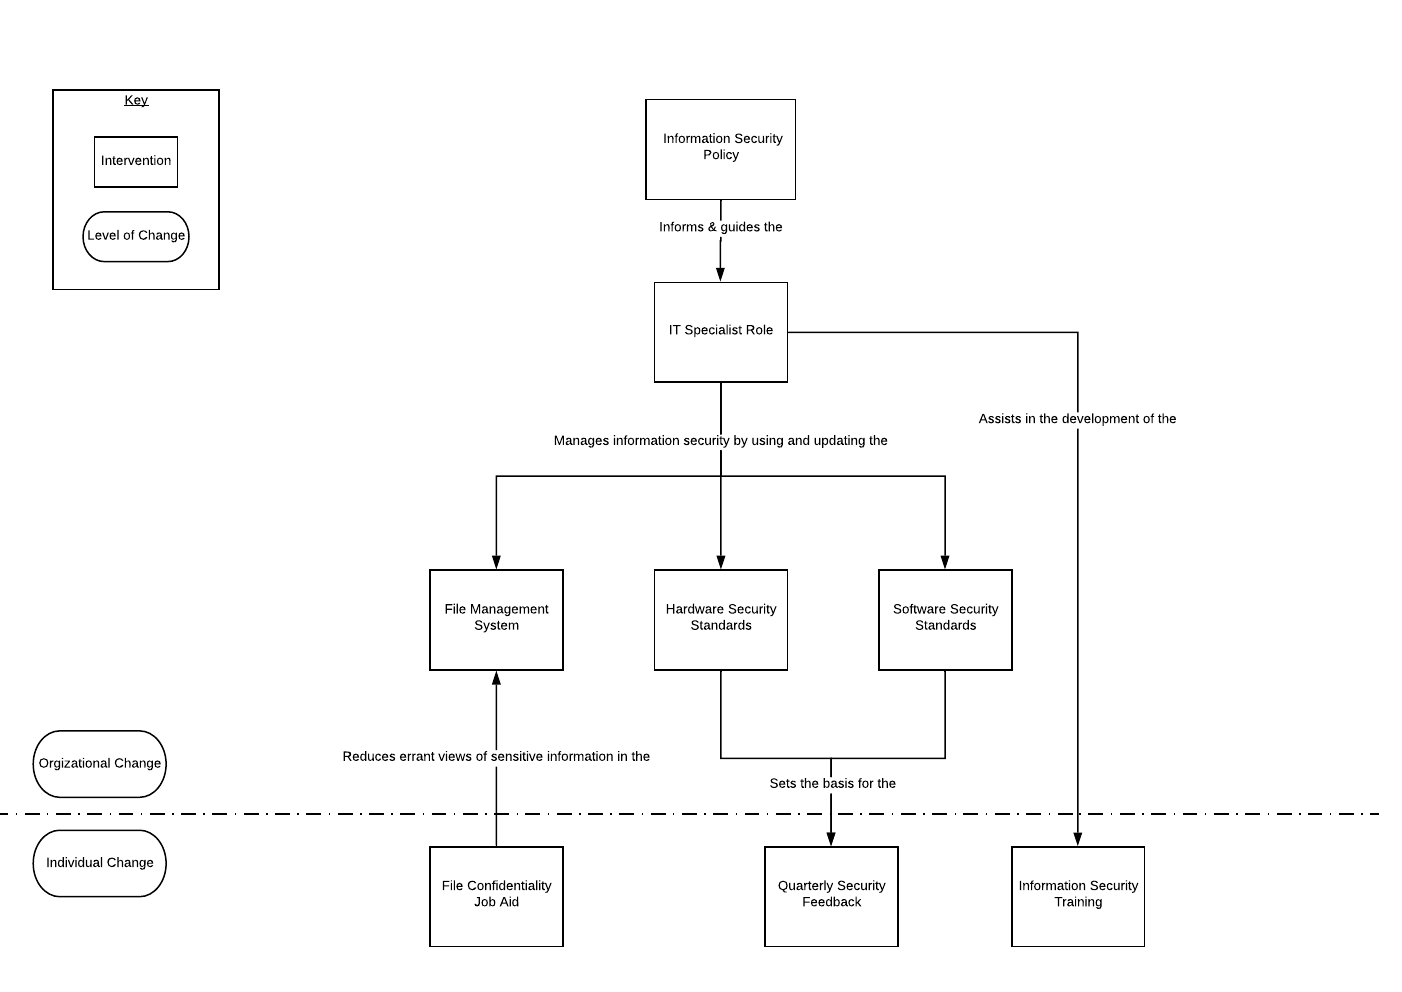 Key
Intervention
Level of Change
Information Security
Policy
Informs & guides the
IT Specialist Role
Assists in the development of the
Manages information security by using and updating the
File Management
System
Hardware Security
Standards
Software Security
Standards
Reduces errant views of sensitive information in the
Sets the basis for the
Orgizational Change
Individual Change
File Confidentiality
Job Aid
Quarterly Security
Feedback
Information Security
Training